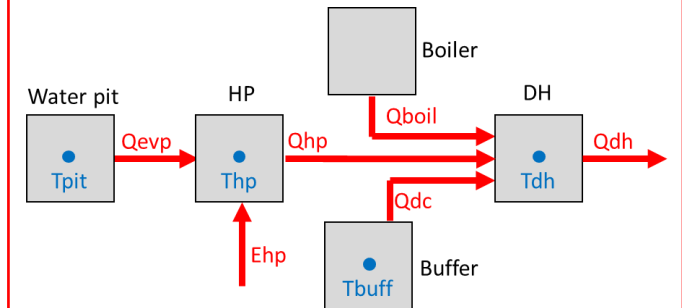 Boiler
Water pit
HP
DH
Qboil
Qevp
Qhp
Qdh
Tpit
Thp
Tdh
Qdc
Ehp
Buffer
Tbuff